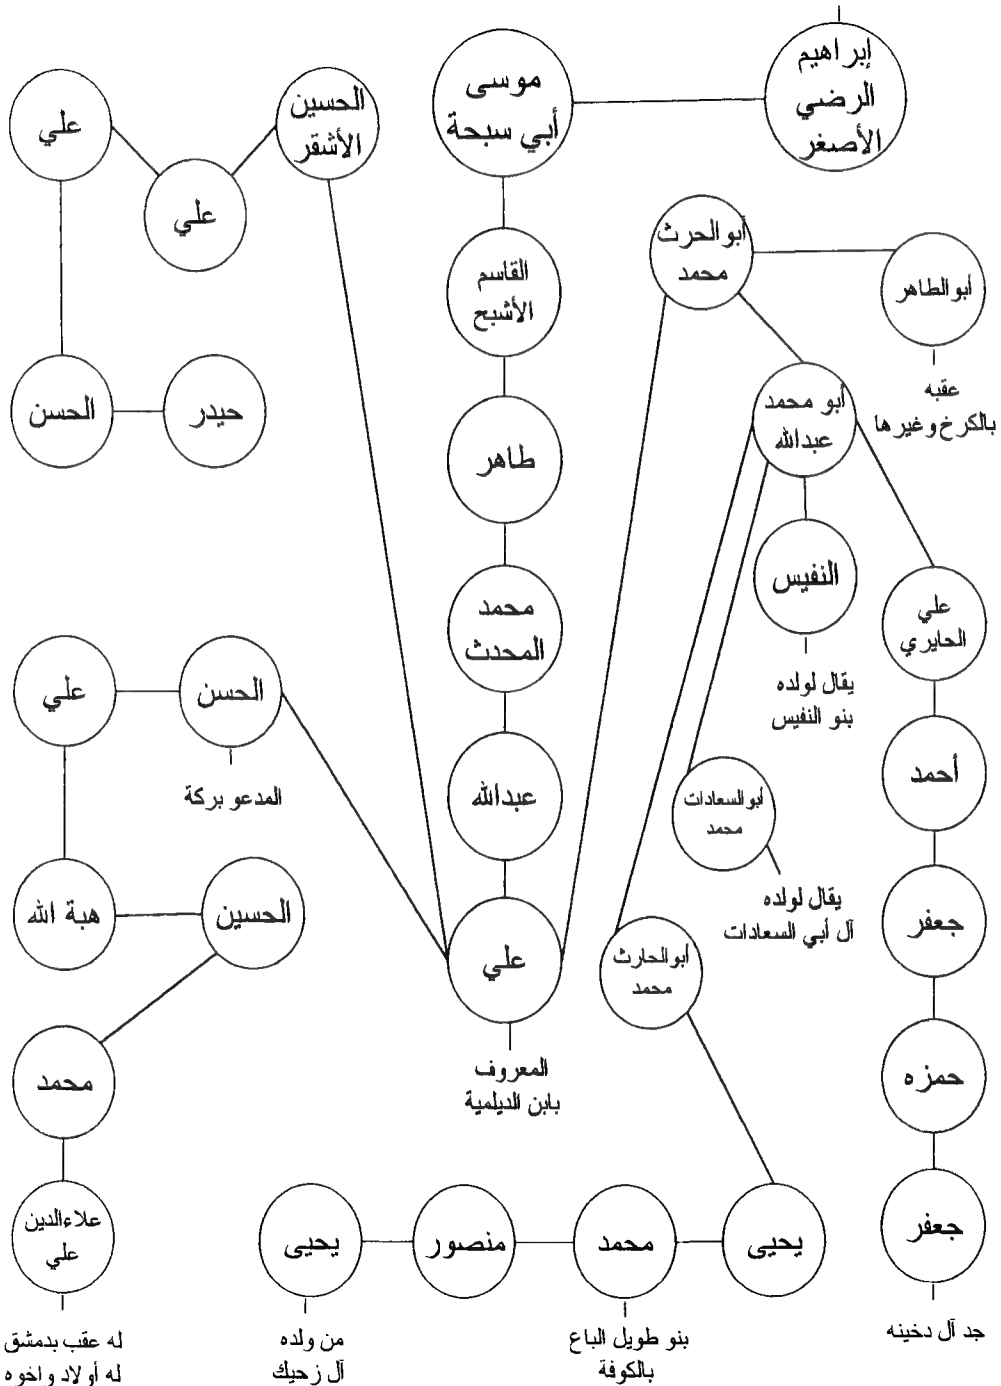 إبراهيم
الرضي
الأصغر
موسى
أبي سبحة
الحسين
الأشقر
علي
علي
أبو الحرث
محمد
أبو الطاهر
القاسم
الأشبح
عقبه
بالكرخ وغيرها
أبو محمد
عبدالله
حيدر
الحسن
طاهر
النفيس
علي
الحايري
محمد
المحدث
يقال لولده
بنو النفيس
الحسن
علي
المدعو بركة
أحمد
أبو السعادات
محمد
عبدالله
يقال لولده
آل أبي السعادات
جعفر
الحسين
هبة الله
علي
أبو الحارث
محمد
المعروف
بابن الديلمية
حمزه
محمد
جعفر
يحيى
محمد
منصور
يحيى
علاءالدين
علي
جد آل دخينه
بنو طويل الباع
بالكوفة
من ولده
آل زحيك
له عقب بدمشق
له أولاد واخوه